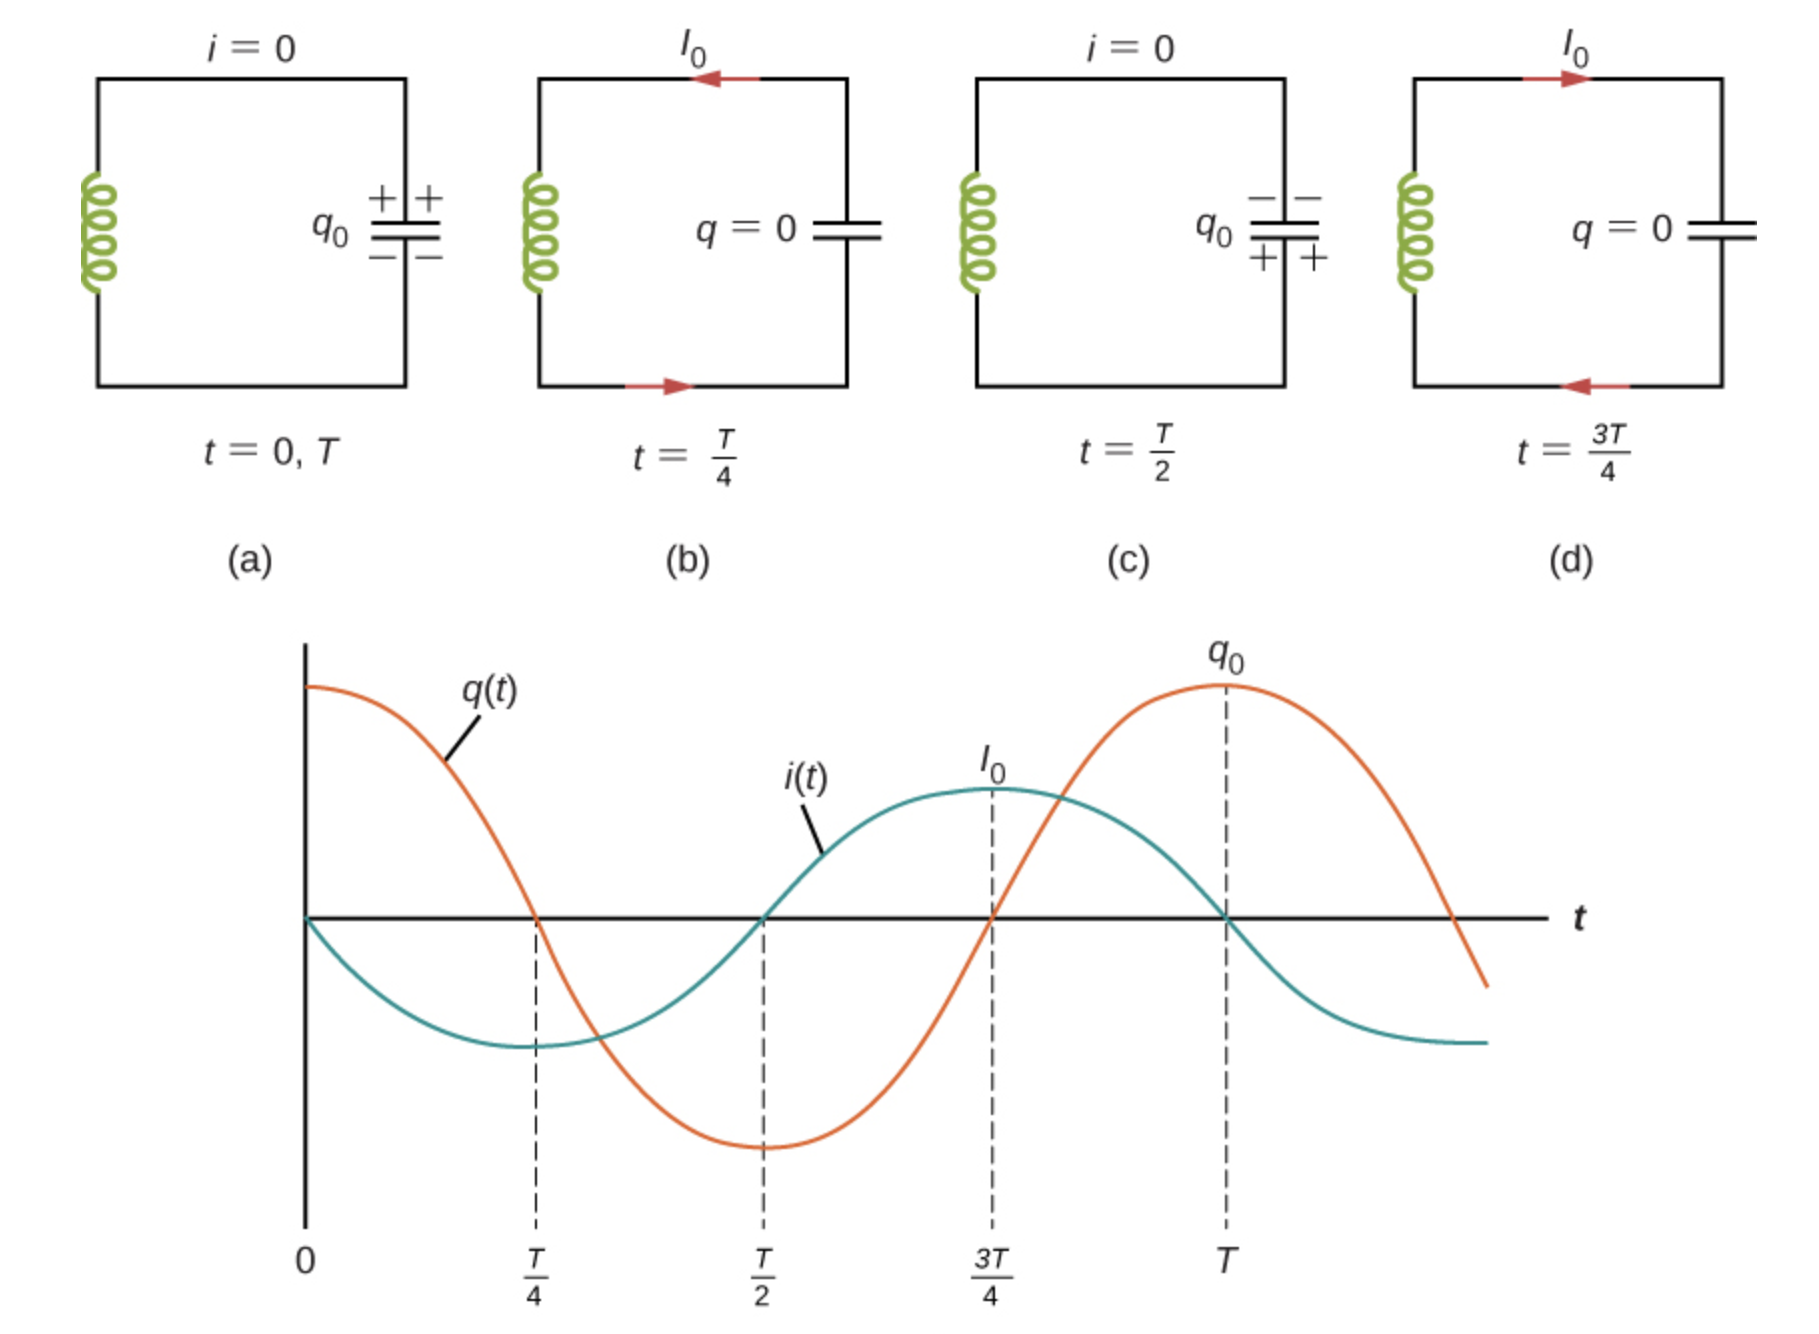 i = 0
I₀
i = 0
I₀
+ +
q₀
− −
q = 0
− −
q₀
+ +
q = 0
t = 0, T
t = T/4
t = T/2
t = 3T/4
(a)
(b)
(c)
(d)
q(t)
i(t)
I₀
q₀
t
0
T/4
T/2
3T/4
T